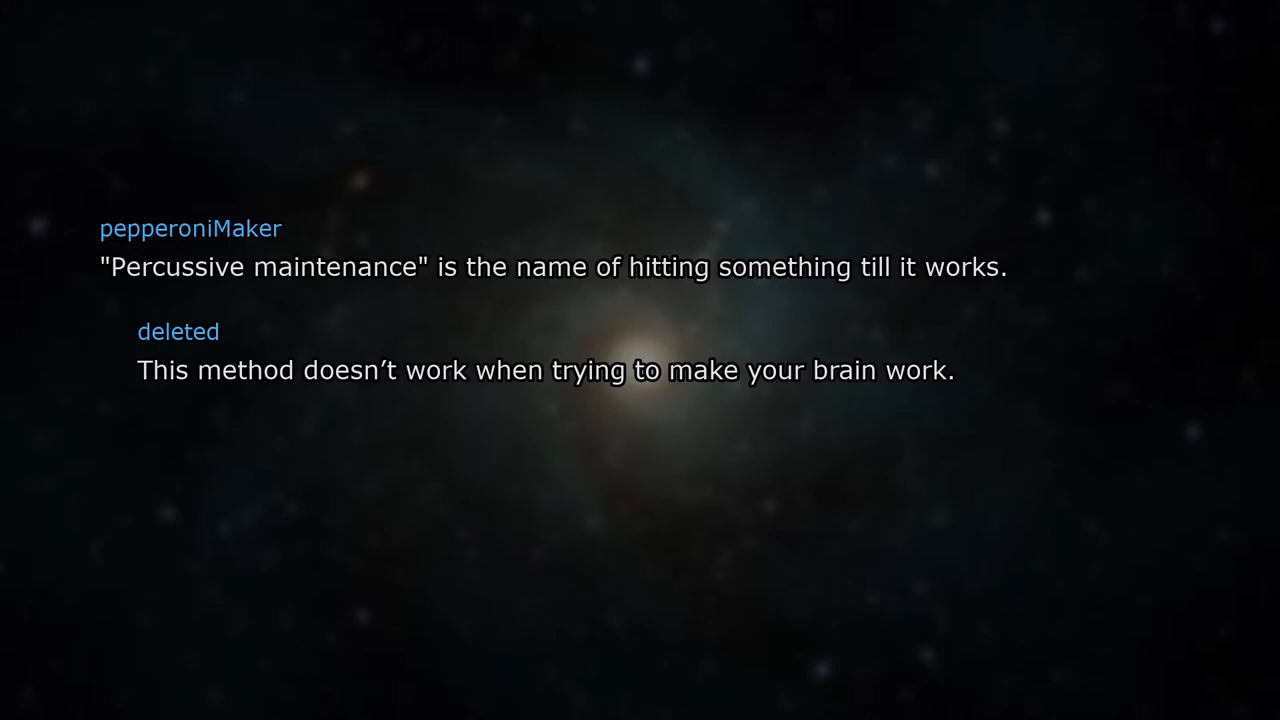 pepperoniMaker
"Percussive maintenance" is the name of hitting something till it works.
deleted
This method doesn’t work when trying to make your brain work.